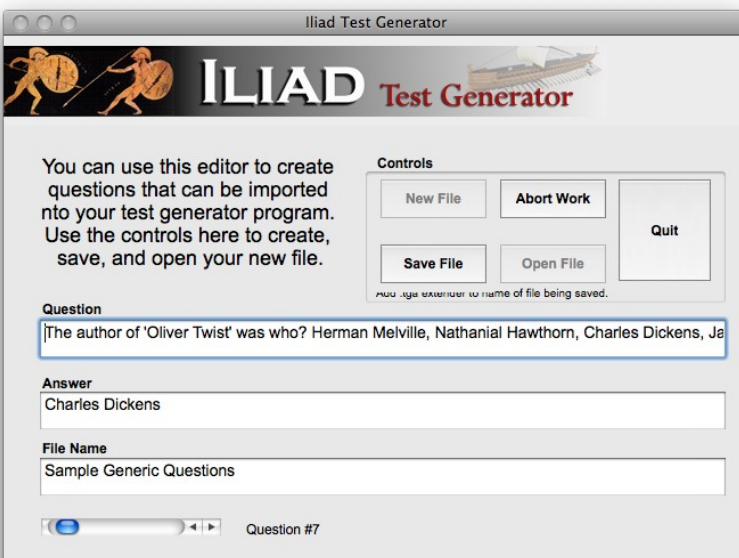 Iliad Test Generator
ILIAD Test Generator
You can use this editor to create
questions that can be imported
nto your test generator program.
Use the controls here to create,
save, and open your new file.
Controls
New File
Abort Work
Quit
Save File
Open File
Add .tga extender to name of file being saved.
Question
The author of 'Oliver Twist' was who? Herman Melville, Nathanial Hawthorn, Charles Dickens, Ja
Answer
Charles Dickens
File Name
Sample Generic Questions
Question #7